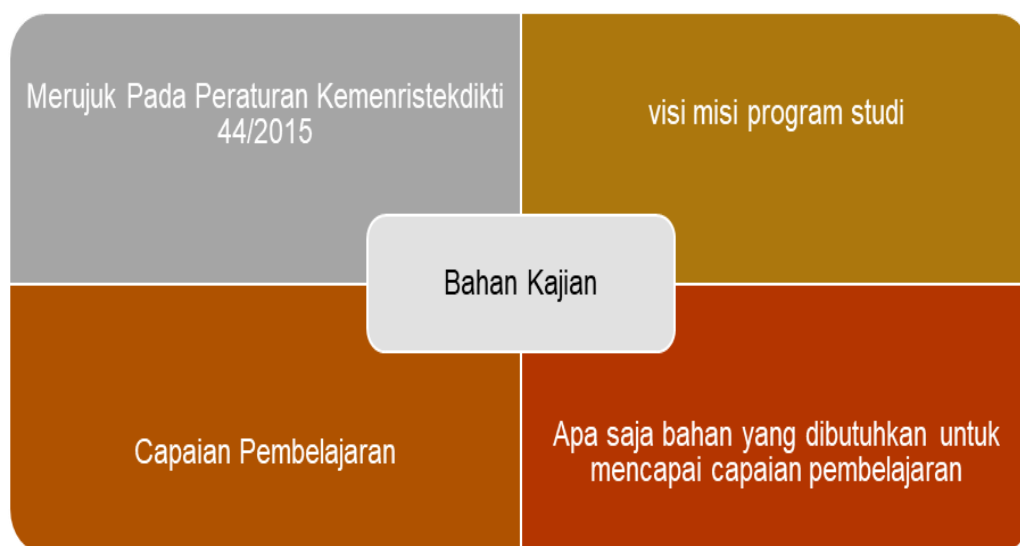 Merujuk Pada Peraturan Kemenristekdikti
44/2015
visi misi program studi
Bahan Kajian
Capaian Pembelajaran
Apa saja bahan yang dibutuhkan untuk
mencapai capaian pembelajaran